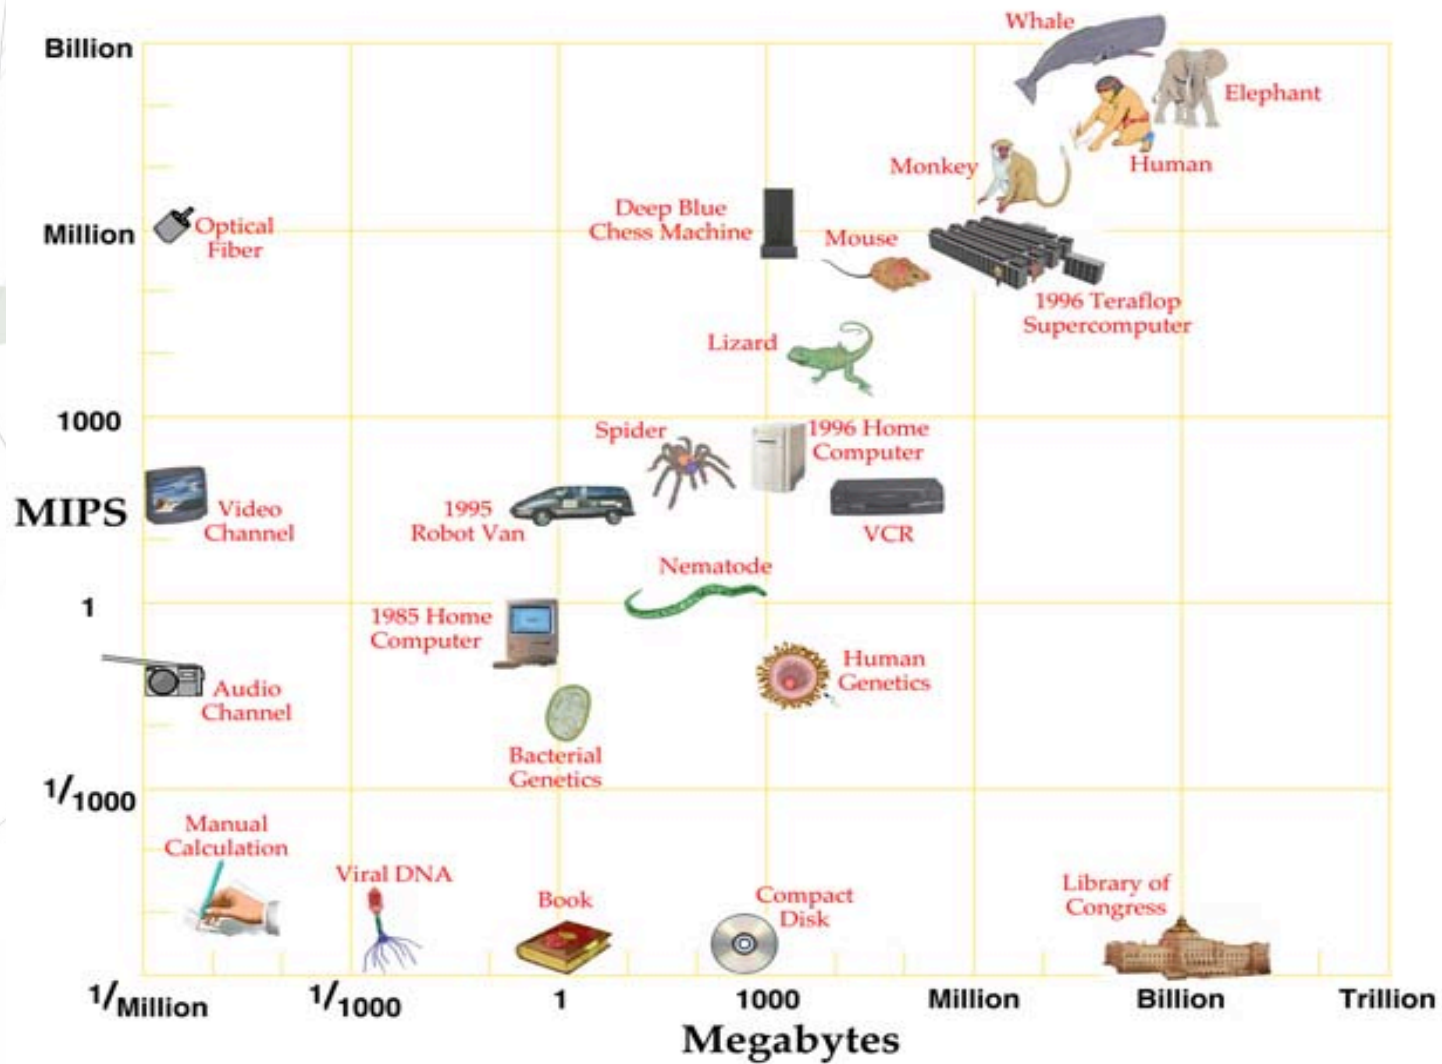 Whale
Billion
Elephant
Monkey
Human
Deep Blue
Chess Machine
Million
Optical
Fiber
Mouse
1996 Teraflop
Supercomputer
Lizard
1000
Spider
1996 Home
Computer
MIPS
Video
Channel
1995
Robot Van
VCR
Nematode
1
1985 Home
Computer
Human
Genetics
Audio
Channel
Bacterial
Genetics
1/1000
Manual
Calculation
Viral DNA
Book
Compact
Disk
Library of
Congress
1/Million
1/1000
1
1000
Million
Billion
Trillion
Megabytes